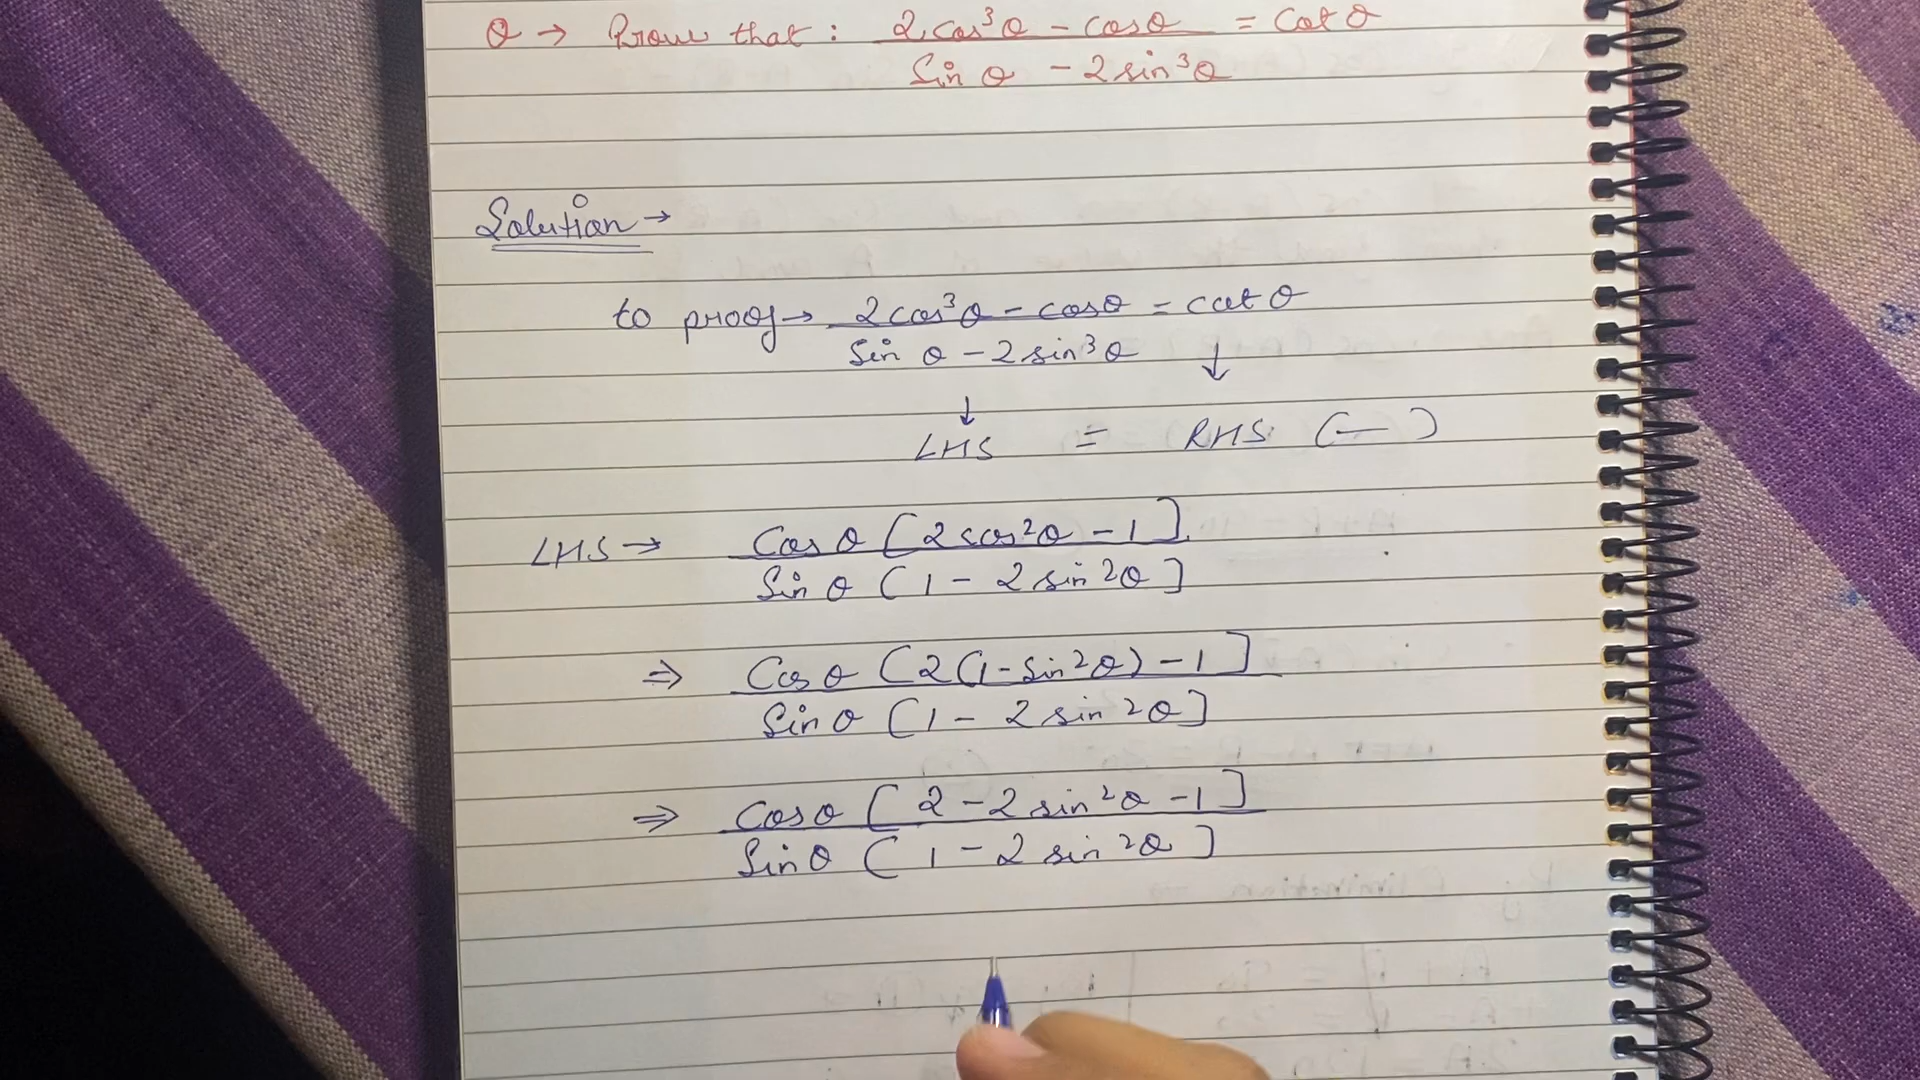 Q → Prove that : 2cos³θ - cosθ / Sin θ - 2sin³θ = Cot θ
Solution →
to proof → 2cos³θ - cosθ / Sin θ - 2sin³θ = cot θ
↓ ↓
LHS = RHS (—)
LHS → Cos θ [2cos²θ - 1] / Sin θ [1 - 2sin²θ]
⇒ Cos θ [2(1-Sin²θ) - 1] / Sin θ [1 - 2sin²θ]
⇒ Cosθ [2 - 2sin²θ - 1] / Sinθ [1 - 2sin²θ]